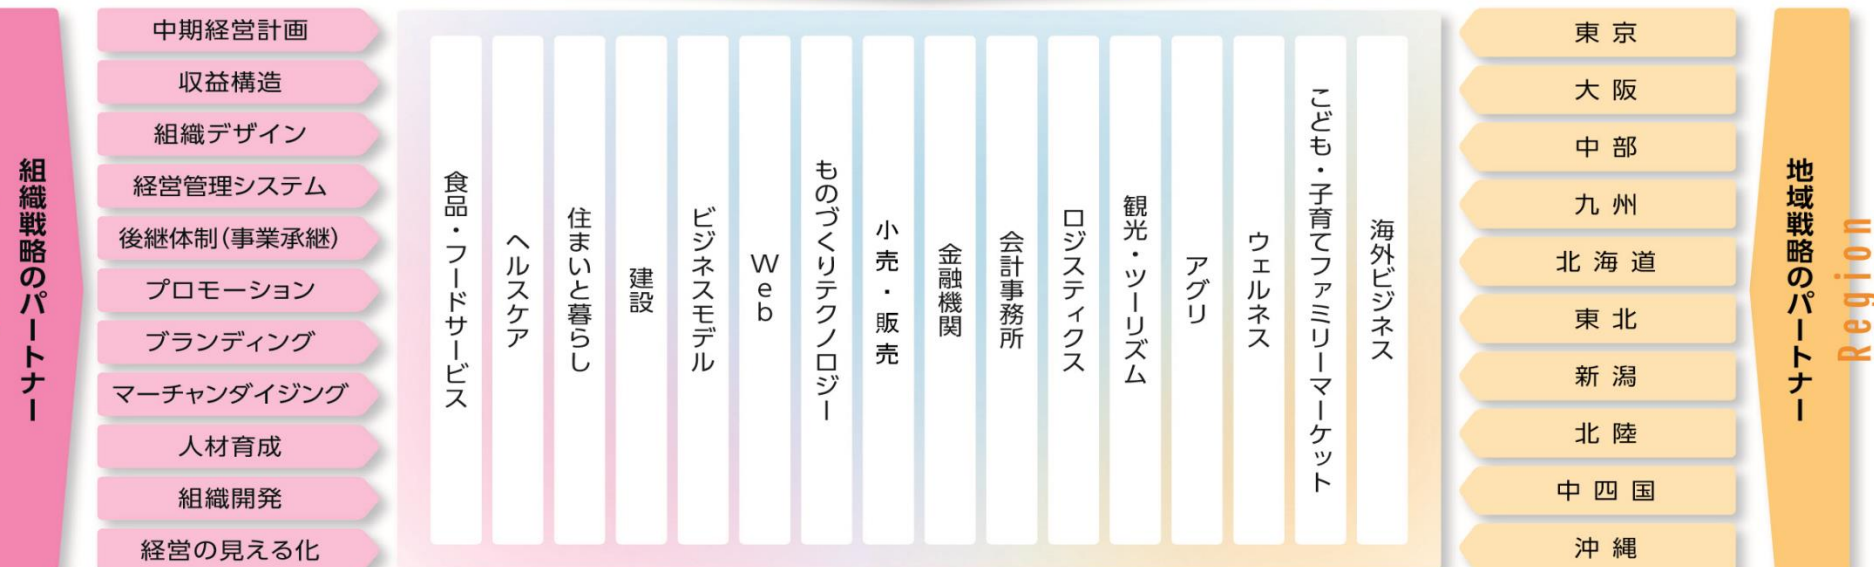 組織戦略のパートナー
中期経営計画
収益構造
組織デザイン
経営管理システム
後継体制(事業承継)
プロモーション
ブランディング
マーチャンダイジング
人材育成
組織開発
経営の見える化
食品・フードサービス
ヘルスケア
住まいと暮らし
建設
ビジネスモデル
Web
ものづくりテクノロジー
小売・販売
金融機関
会計事務所
ロジスティクス
観光・ツーリズム
アグリ
ウェルネス
こども・子育てファミリーマーケット
海外ビジネス
東京
大阪
中部
九州
北海道
東北
新潟
北陸
中四国
沖縄
地域戦略のパートナー
Region